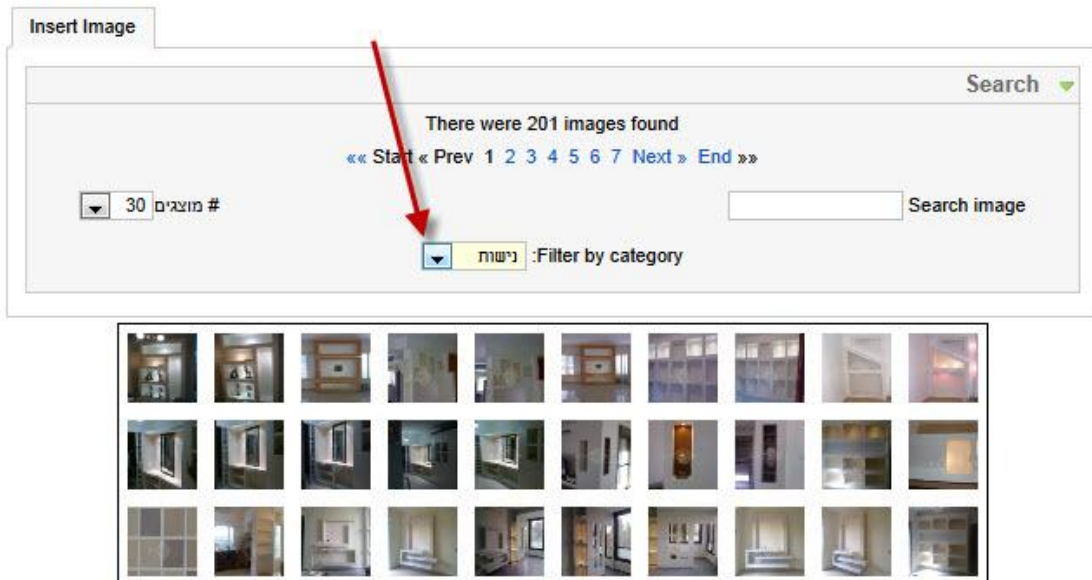 Insert Image
Search
There were 201 images found
«« Start « Prev 1 2 3 4 5 6 7 Next » End »»
# מוצגים 30
Search image
Filter by category: נישות